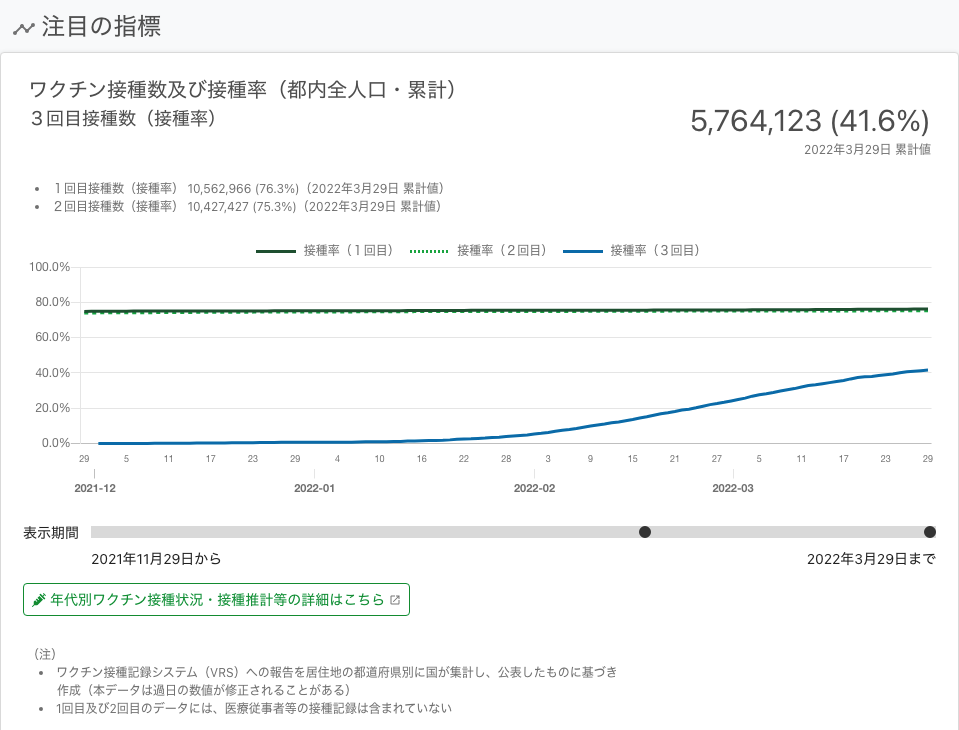 注目の指標
ワクチン接種数及び接種率（都内全人口・累計）
３回目接種数（接種率）
5,764,123 (41.6%)
2022年3月29日 累計値
• １回目接種数（接種率） 10,562,966 (76.3%)（2022年3月29日 累計値）
• ２回目接種数（接種率） 10,427,427 (75.3%)（2022年3月29日 累計値）
接種率（１回目） 接種率（２回目） 接種率（３回目）
100.0%
80.0%
60.0%
40.0%
20.0%
0.0%
29 5 11 17 23 29 4 10 16 22 28 3 9 15 21 27 5 11 17 23 29
2021-12 2022-01 2022-02 2022-03
表示期間
2021年11月29日から 2022年3月29日まで
年代別ワクチン接種状況・接種推計等の詳細はこちら
（注）
• ワクチン接種記録システム（VRS）への報告を居住地の都道府県別に国が集計し、公表したものに基づき
作成（本データは過日の数値が修正されることがある）
• 1回目及び2回目のデータには、医療従事者等の接種記録は含まれていない